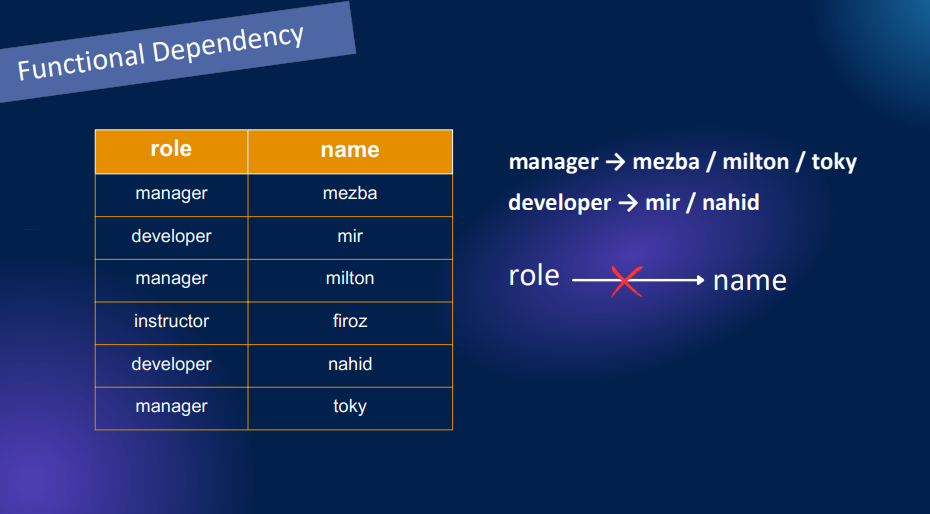 Functional Dependency
role name
manager mezba
developer mir
manager milton
instructor firoz
developer nahid
manager toky
manager → mezba / milton / toky
developer → mir / nahid
role name